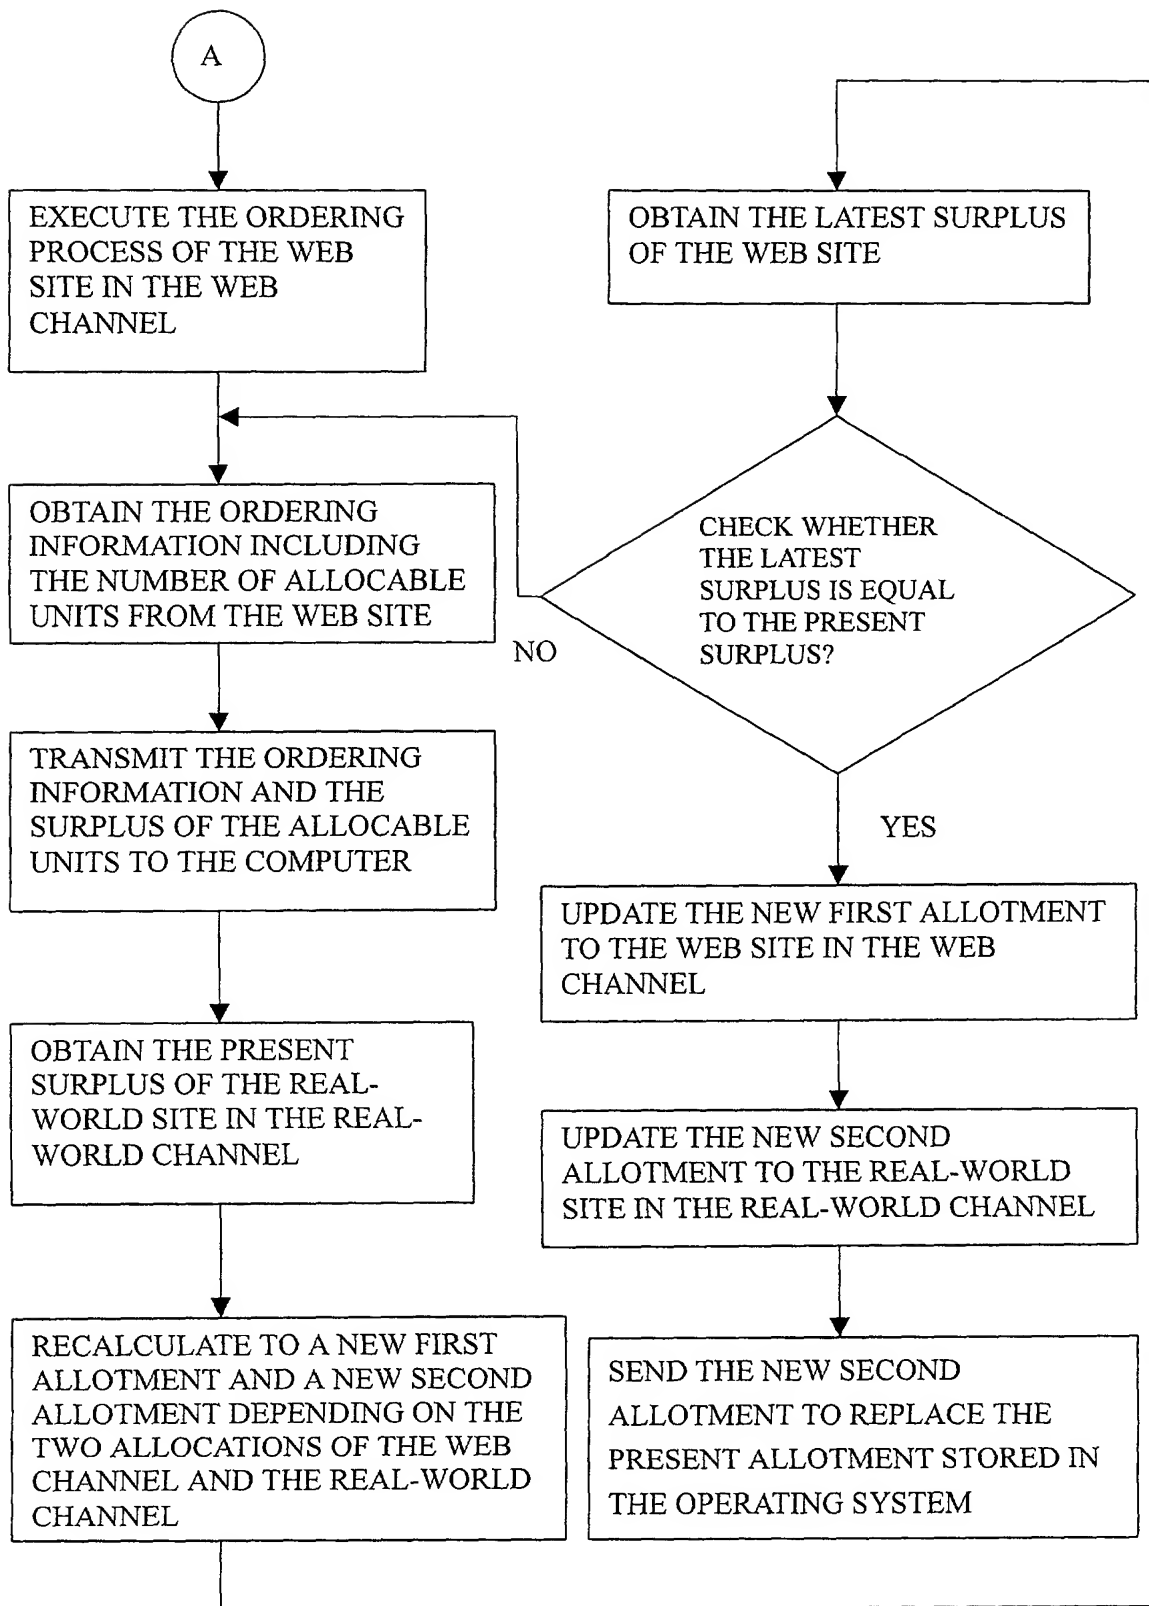 A
EXECUTE THE ORDERING
PROCESS OF THE WEB
SITE IN THE WEB
CHANNEL
OBTAIN THE ORDERING
INFORMATION INCLUDING
THE NUMBER OF ALLOCABLE
UNITS FROM THE WEB SITE
TRANSMIT THE ORDERING
INFORMATION AND THE
SURPLUS OF THE ALLOCABLE
UNITS TO THE COMPUTER
OBTAIN THE PRESENT
SURPLUS OF THE REAL-
WORLD SITE IN THE REAL-
WORLD CHANNEL
RECALCULATE TO A NEW FIRST
ALLOTMENT AND A NEW SECOND
ALLOTMENT DEPENDING ON THE
TWO ALLOCATIONS OF THE WEB
CHANNEL AND THE REAL-WORLD
CHANNEL
OBTAIN THE LATEST SURPLUS
OF THE WEB SITE
CHECK WHETHER
THE LATEST
SURPLUS IS EQUAL
TO THE PRESENT
SURPLUS?
NO
YES
UPDATE THE NEW FIRST ALLOTMENT
TO THE WEB SITE IN THE WEB
CHANNEL
UPDATE THE NEW SECOND
ALLOTMENT TO THE REAL-WORLD
SITE IN THE REAL-WORLD CHANNEL
SEND THE NEW SECOND
ALLOTMENT TO REPLACE THE
PRESENT ALLOTMENT STORED IN
THE OPERATING SYSTEM